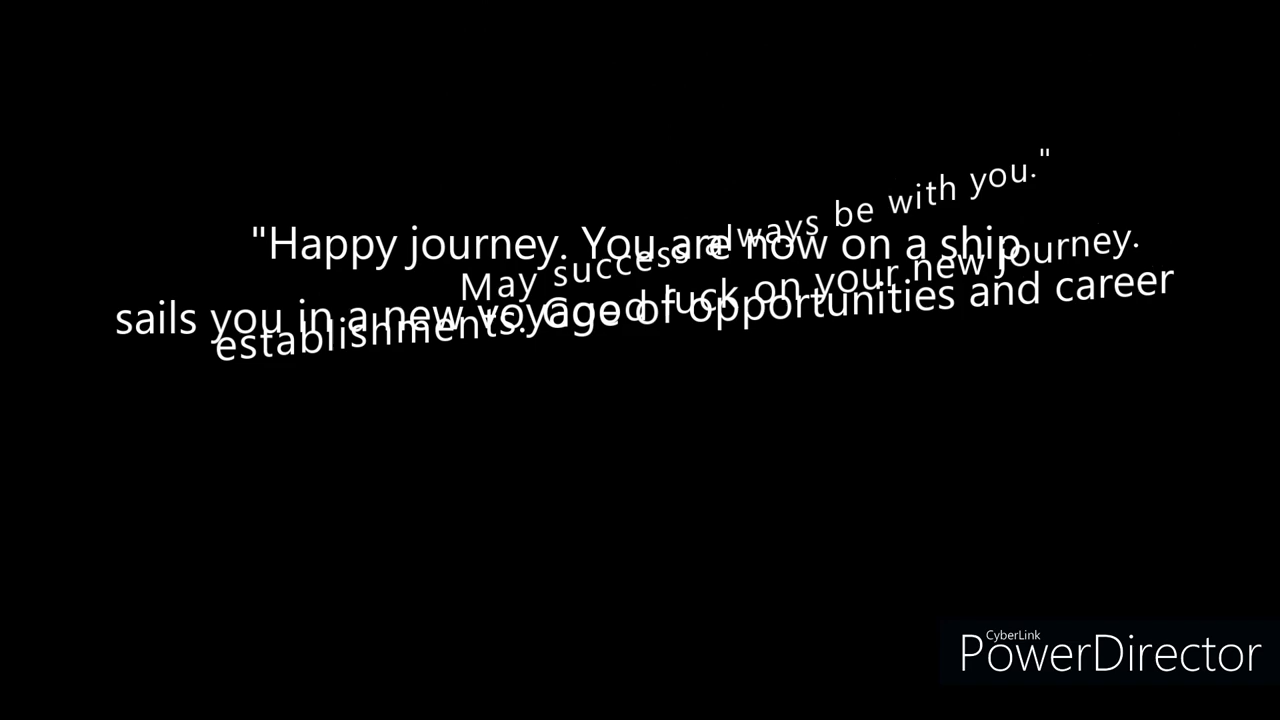 "Happy journey. You are now on a ship
sails you in a new voyage of opportunities and career
establishments. Good luck on your new journey.
May success always be with you."
CyberLink
PowerDirector